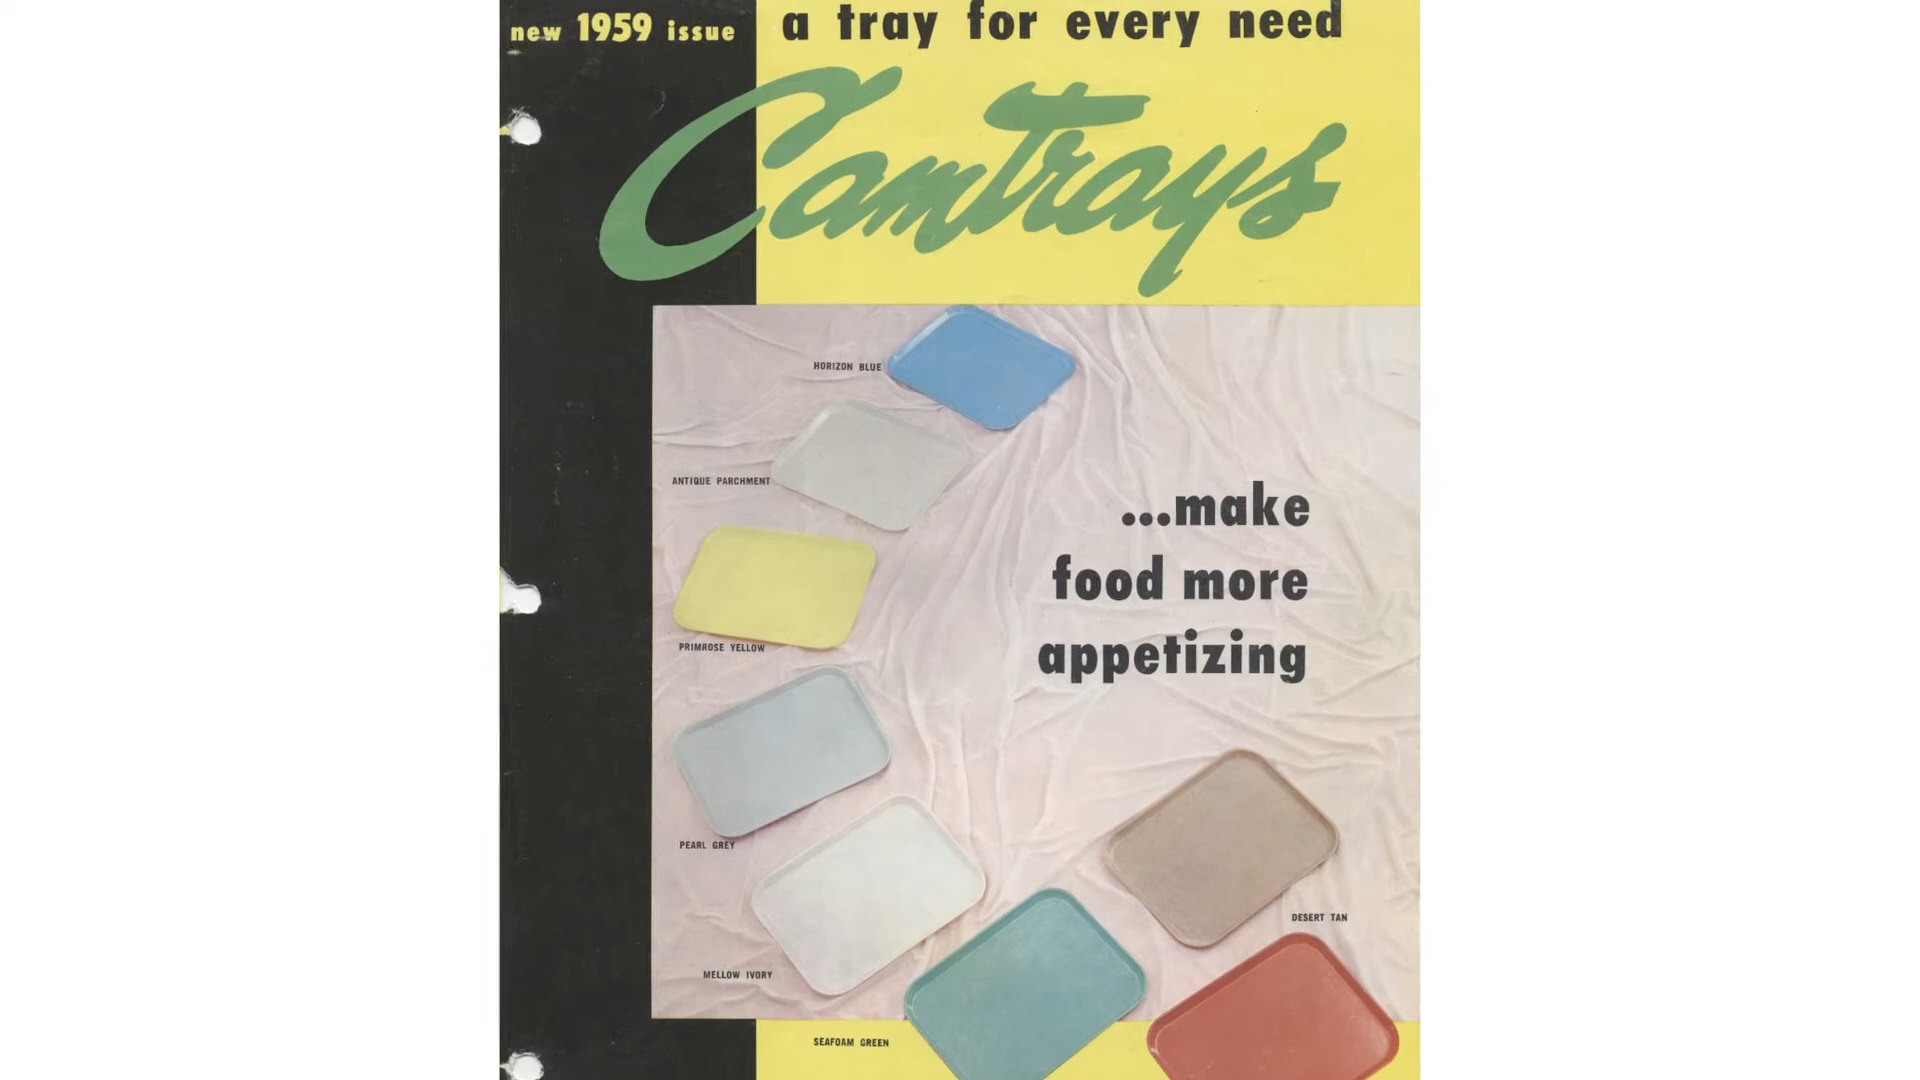 new 1959 issue
a tray for every need
Camtrays
HORIZON BLUE
ANTIQUE PARCHMENT
...make
food more
appetizing
PRIMROSE YELLOW
PEARL GREY
DESERT TAN
MELLOW IVORY
SEAFOAM GREEN